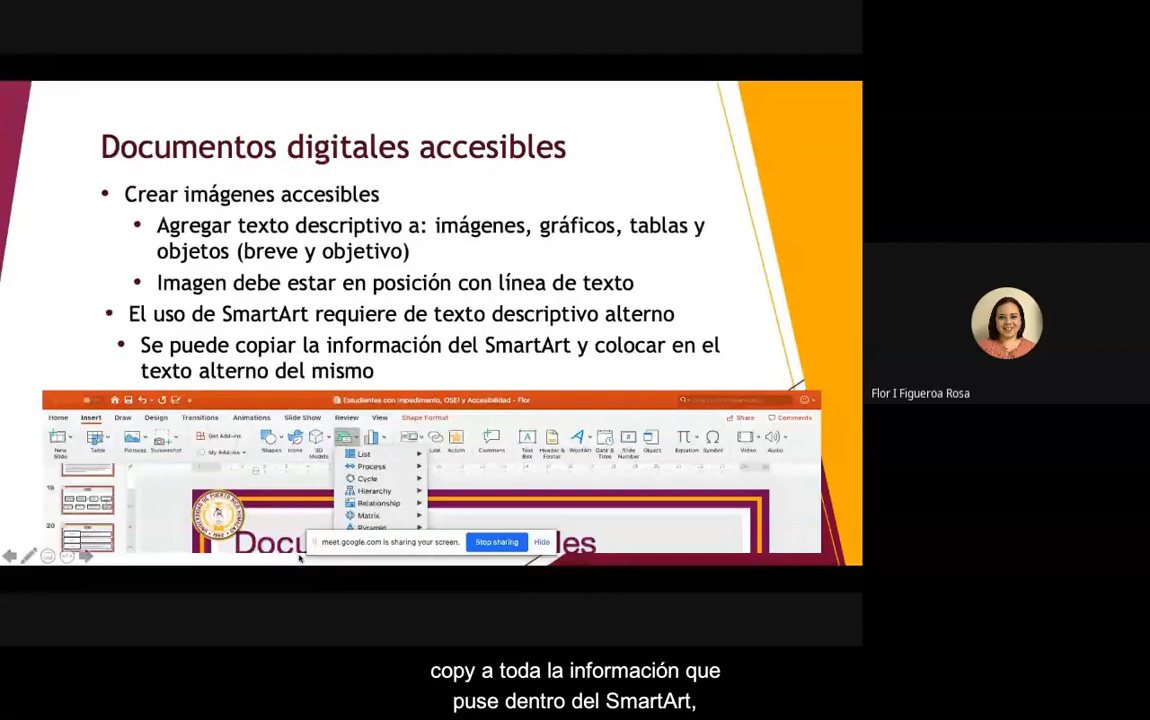 Documentos digitales accesibles
• Crear imágenes accesibles
• Agregar texto descriptivo a: imágenes, gráficos, tablas y
objetos (breve y objetivo)
• Imagen debe estar en posición con línea de texto
• El uso de SmartArt requiere de texto descriptivo alterno
• Se puede copiar la información del SmartArt y colocar en el
texto alterno del mismo
Estudiantes con Impedimento, OSEI y Accesibilidad - Flor
Home Insert Draw Design Transitions Animations Slide Show Review View Shape Format Share Comments
Get Add-ins
My Add-ins
New Slide
Table
Pictures
Screenshot
Shapes
Icons
3D Models
Link
Action
Comment
Text Box
Header & Footer
WordArt
Date & Time
Slide Number
Object
Equation
Symbol
Video
Audio
List
Process
Cycle
Hierarchy
Relationship
Matrix
Pyramid
20
Docu
les
meet.google.com is sharing your screen. Stop sharing Hide
Flor I Figueroa Rosa
copy a toda la información que
puse dentro del SmartArt,